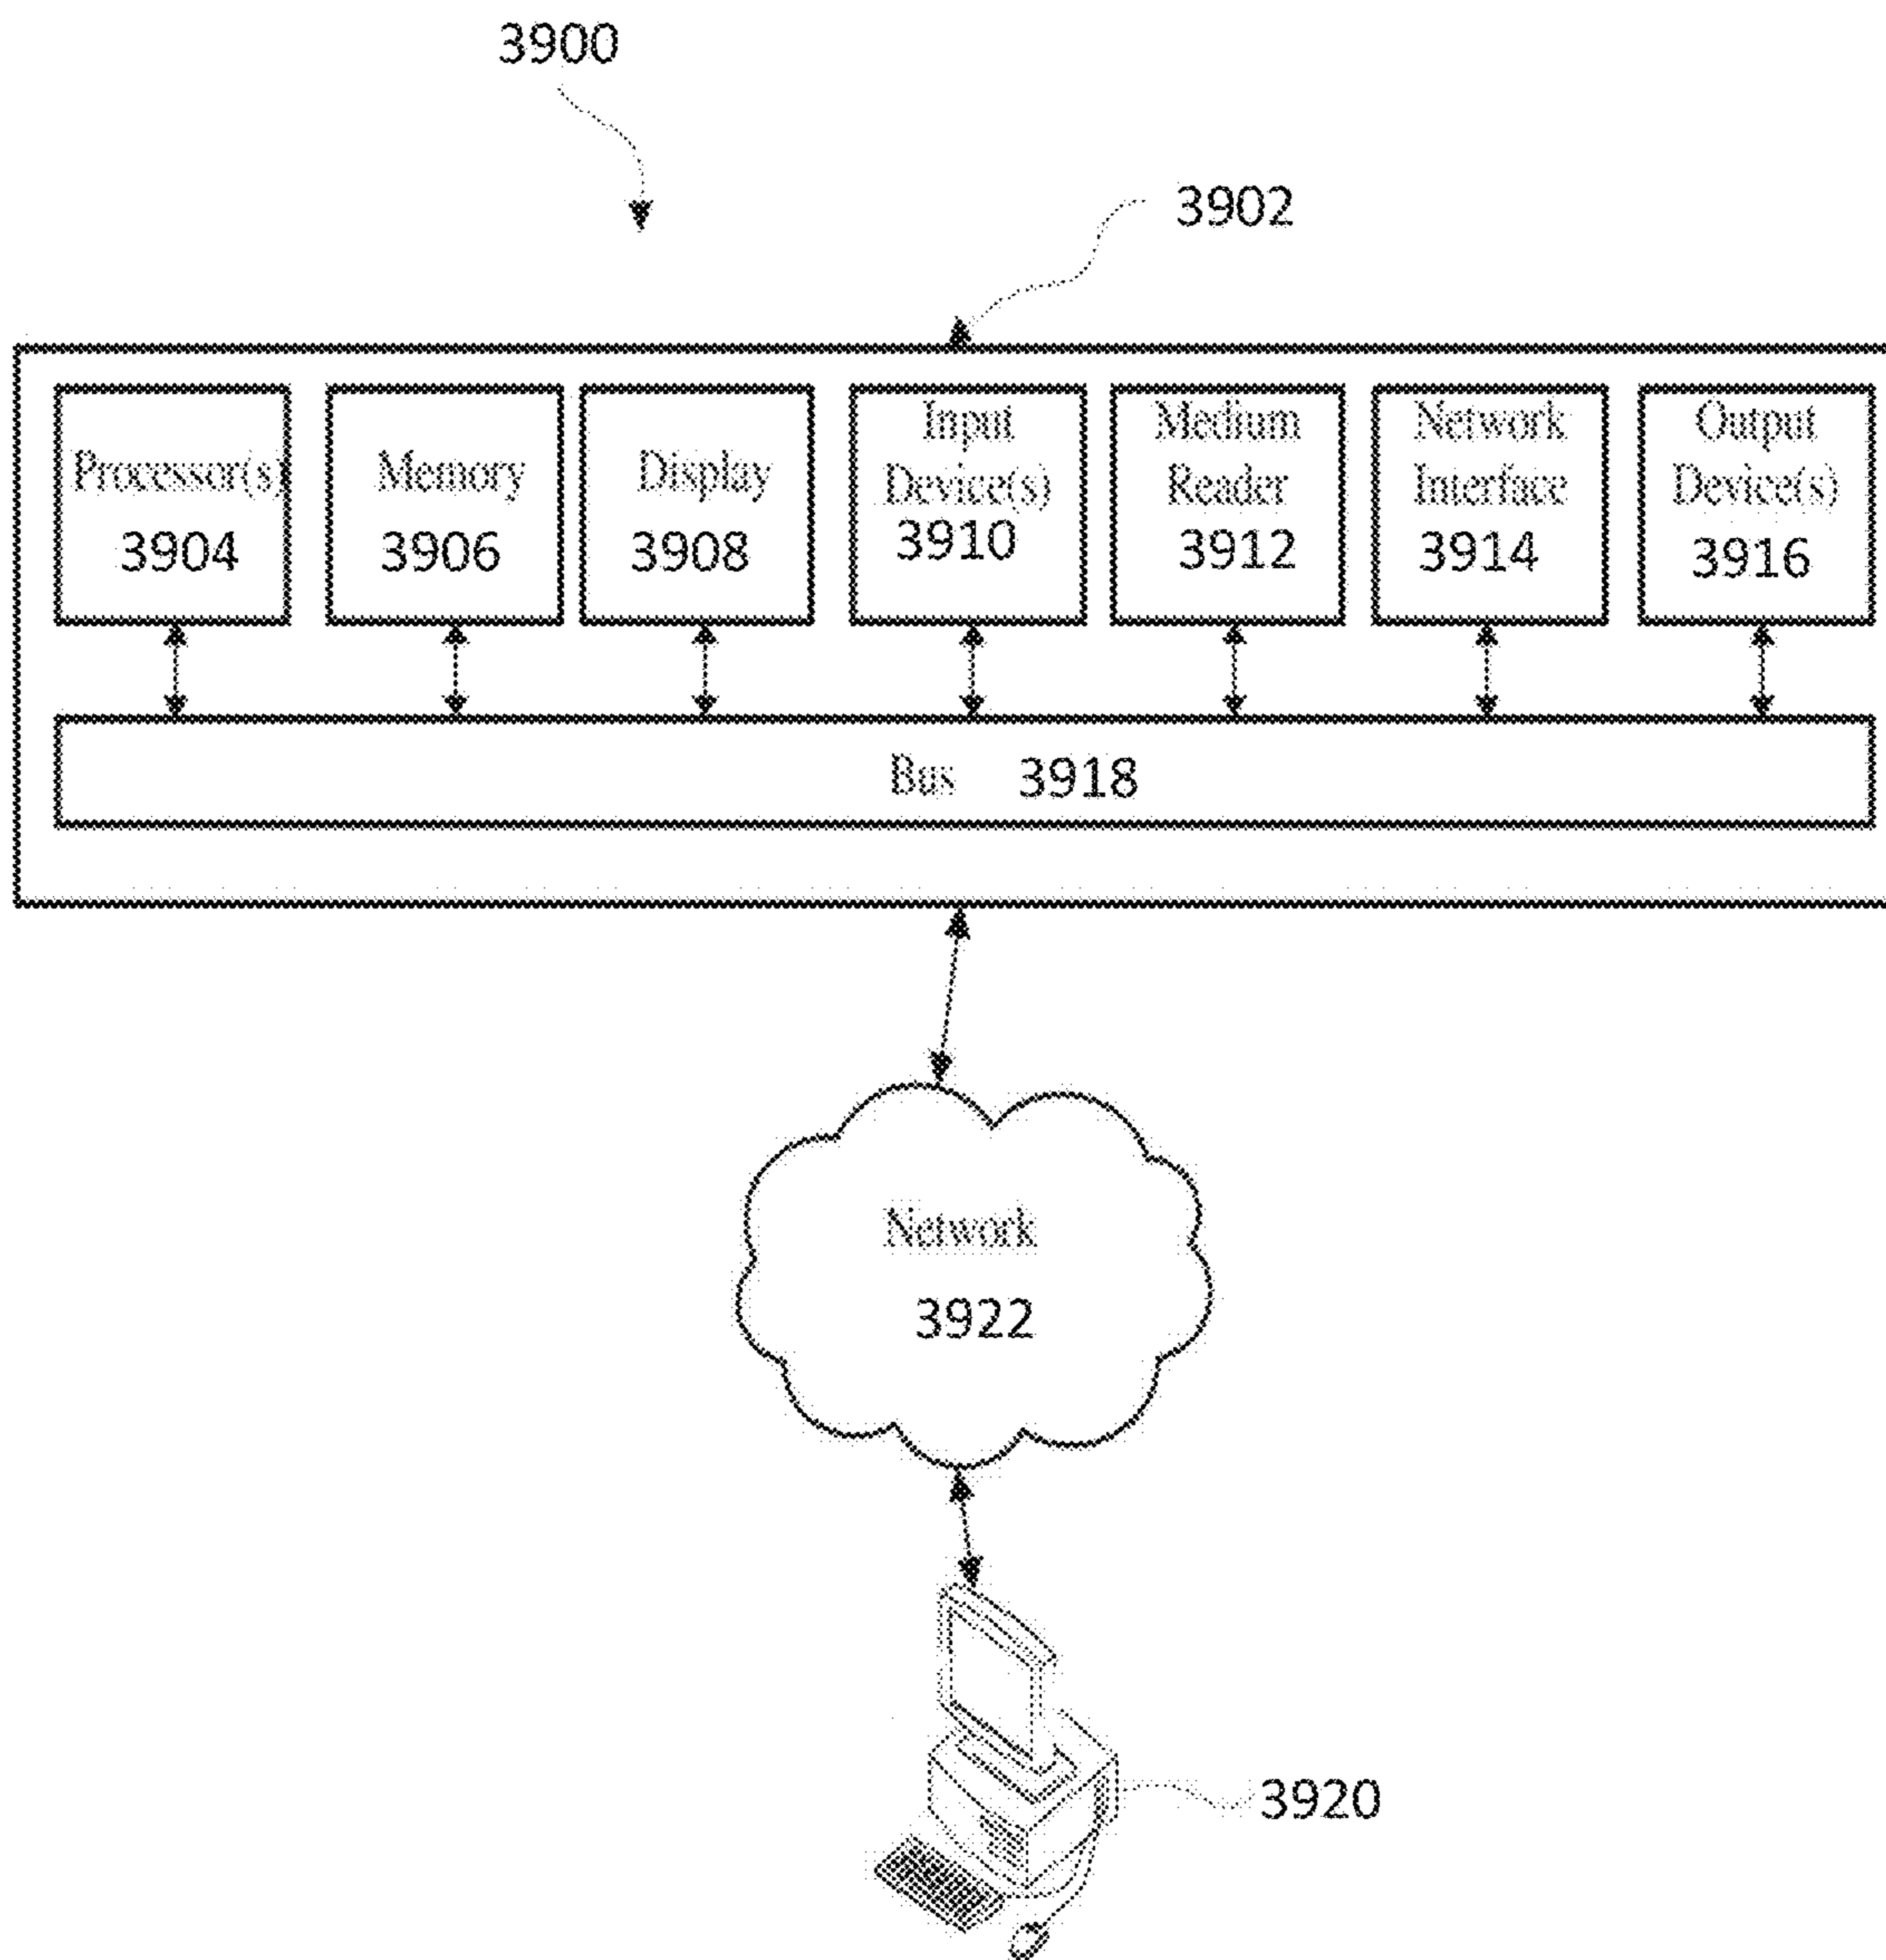 3900
3902
Processor(s)
3904
Memory
3906
Display
3908
Input
Device(s)
3910
Medium
Reader
3912
Network
Interface
3914
Output
Device(s)
3916
Bus 3918
Network
3922
3920